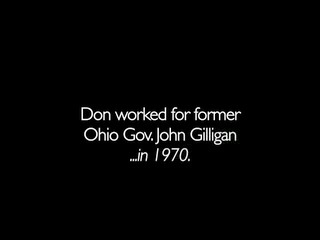 Don worked for former
Ohio Gov. John Gilligan
...in 1970.